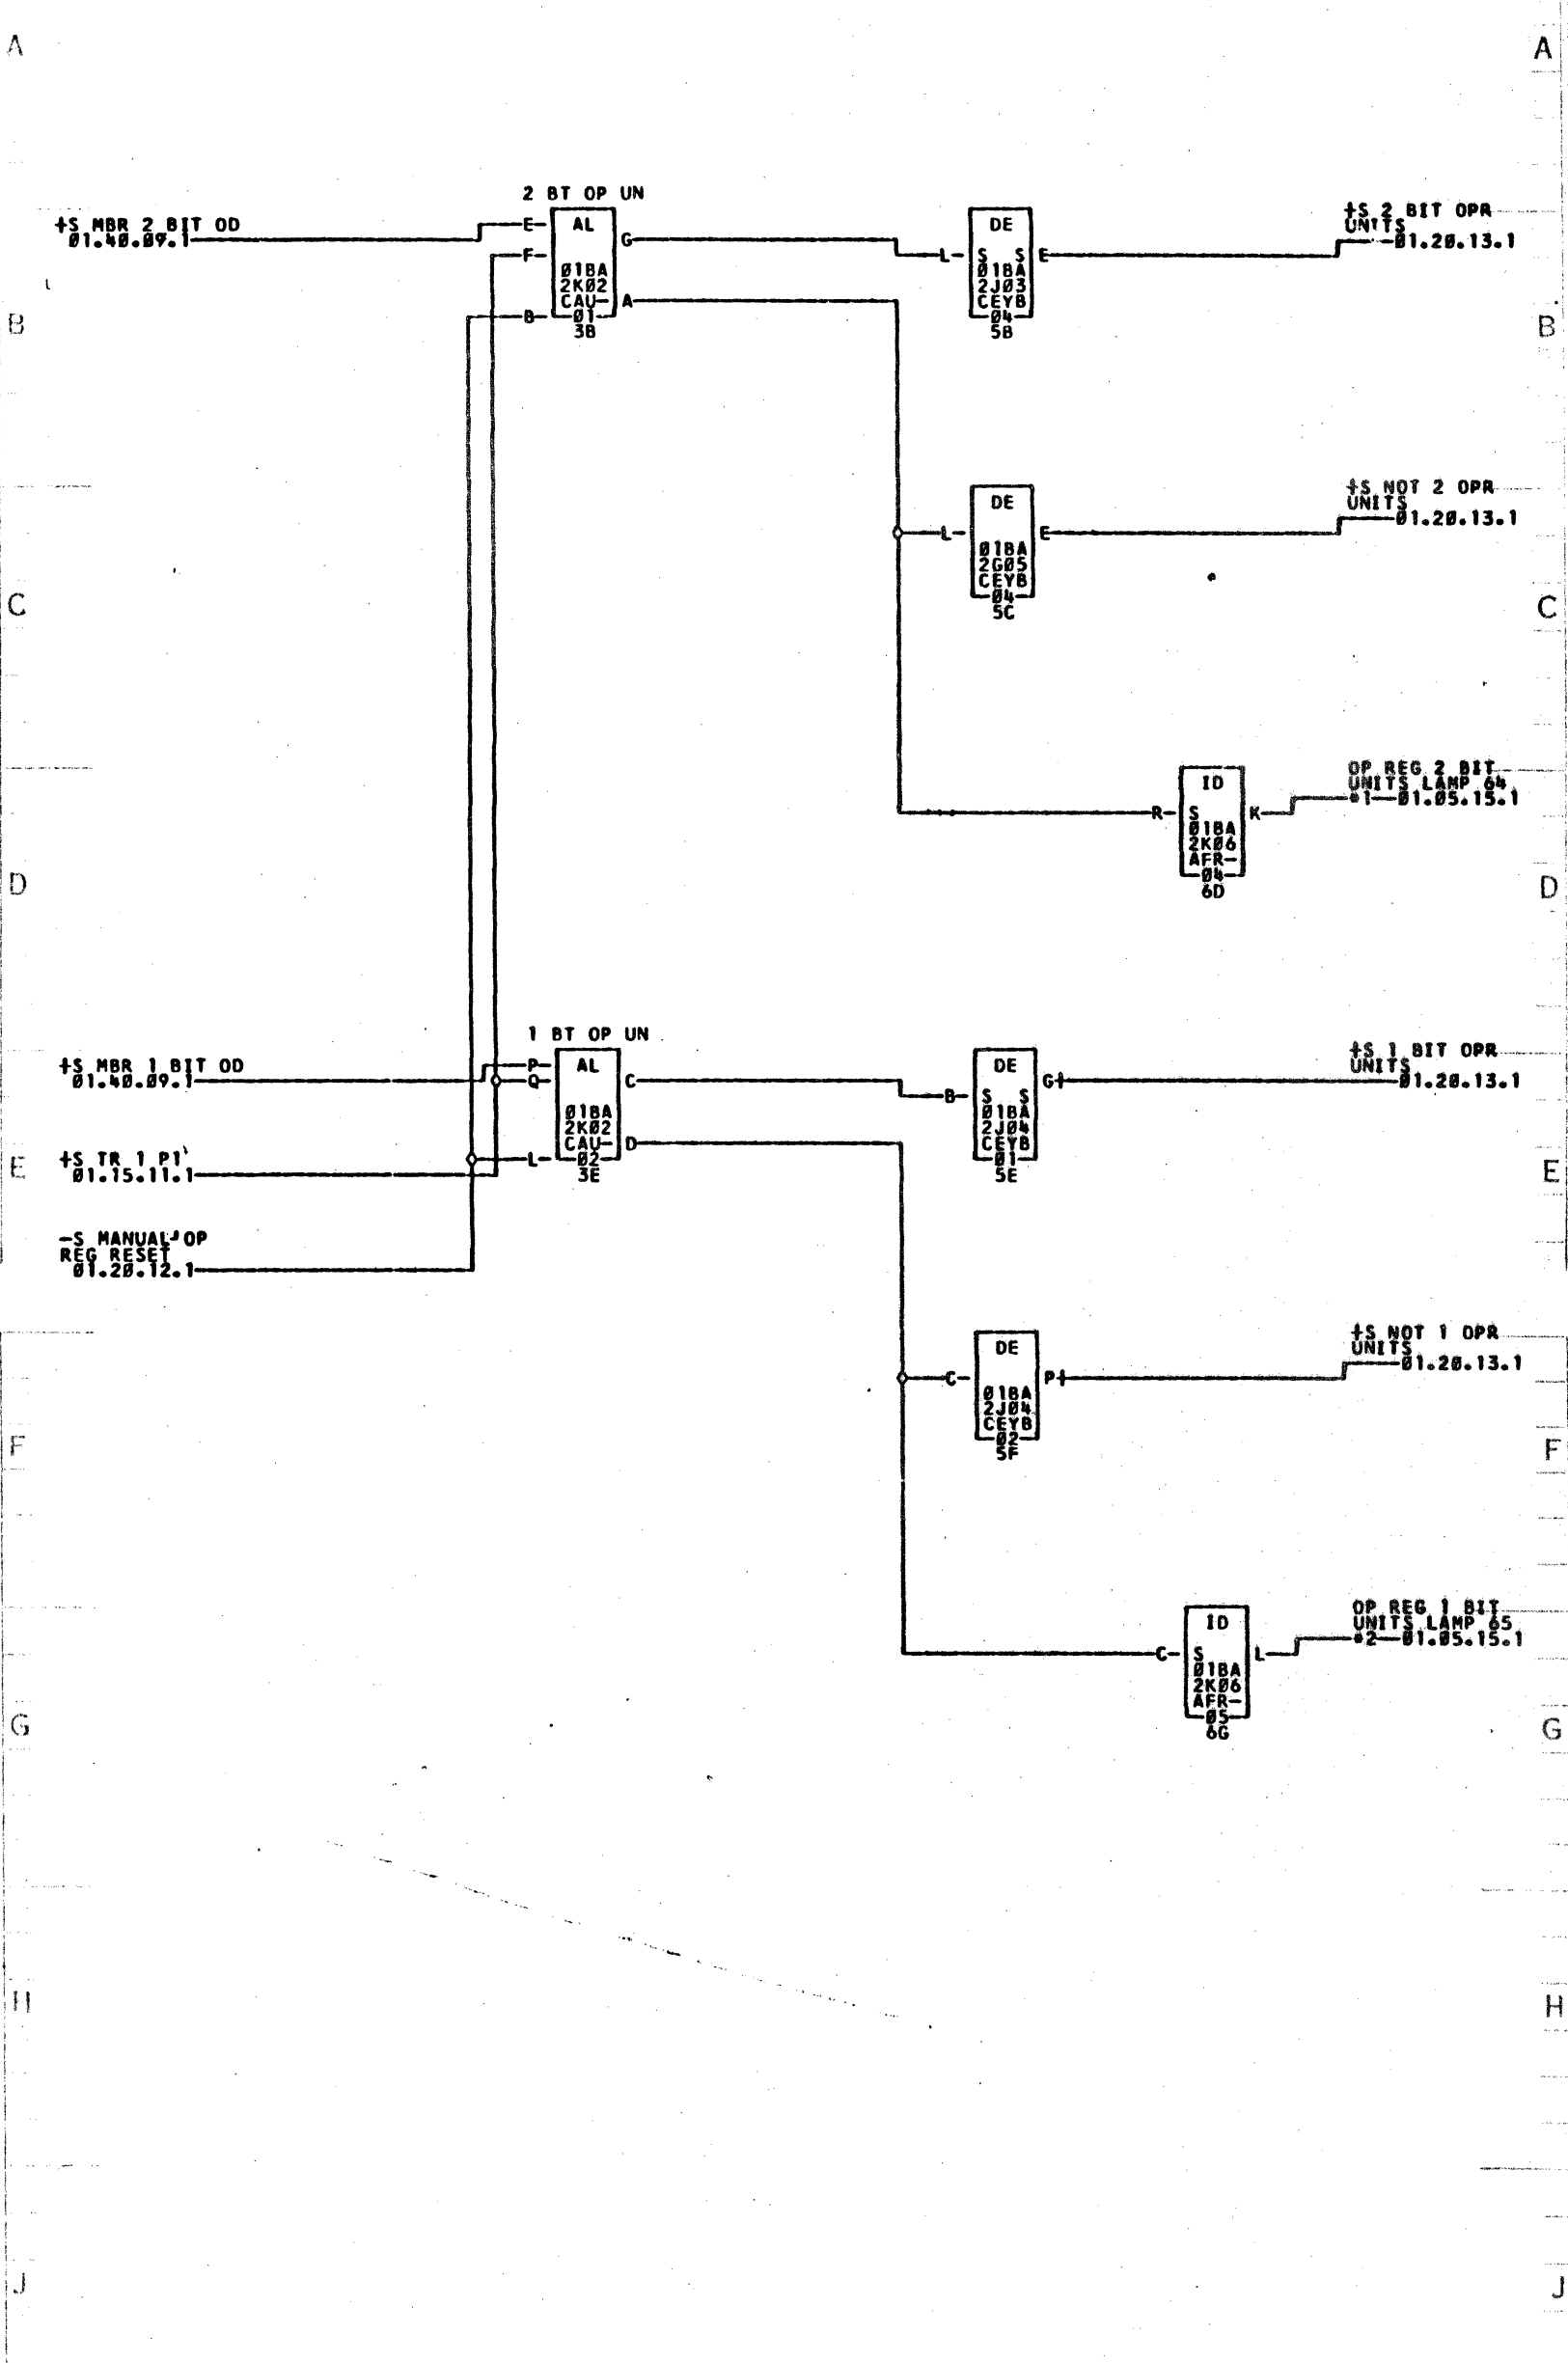 A A
2 BT OP UN
+S MBR 2 BIT OD
01.40.09.1
E AL G
F
01BA
2K02
CAU- A
B 01
3B
DE
L S S E
01BA
2J03
CEYB
04
5B
+S 2 BIT OPR
UNITS
01.20.13.1
B B
DE
L E
01BA
2G05
CEYB
04
5C
+S NOT 2 OPR
UNITS
01.20.13.1
C C
ID
R S K
01BA
2K06
AFR-
04
6D
OP REG 2 BIT
UNITS LAMP 64
*1 01.05.15.1
D D
1 BT OP UN
+S MBR 1 BIT OD
01.40.09.1
P AL
Q C
01BA
2K02
CAU- D
L 02
3E
DE
B S S G+
01BA
2J04
CEYB
01
5E
+S 1 BIT OPR
UNITS
01.20.13.1
+S TR 1 P1
01.15.11.1
E E
-S MANUAL OP
REG RESET
01.20.12.1
DE
C P+
01BA
2J04
CEYB
02
5F
+S NOT 1 OPR
UNITS
01.20.13.1
F F
ID
C S L
01BA
2K06
AFR-
05
6G
OP REG 1 BIT
UNITS LAMP 65
*2 01.05.15.1
G G
H H
J J